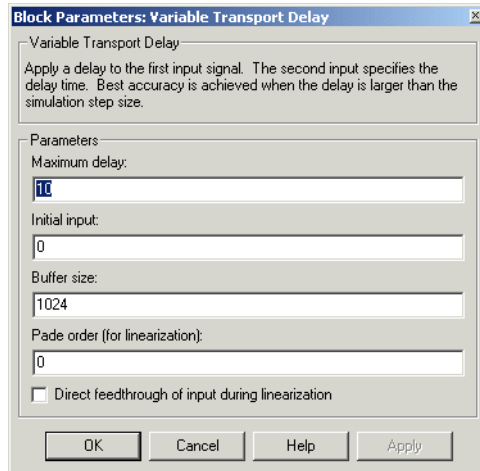 Block Parameters: Variable Transport Delay
Variable Transport Delay
Apply a delay to the first input signal.  The second input specifies the
delay time.  Best accuracy is achieved when the delay is larger than the
simulation step size.
Parameters
Maximum delay:
10
Initial input:
0
Buffer size:
1024
Pade order (for linearization):
0
Direct feedthrough of input during linearization
OK Cancel Help Apply